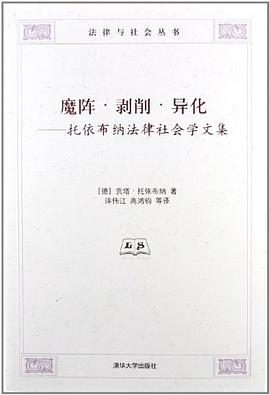 法律与社会丛书
魔阵·剥削·异化
——托依布纳法律社会学文集
[德] 贡塔·托依布纳 著
泮伟江 高鸿钧 等译
LS
清华大学出版社